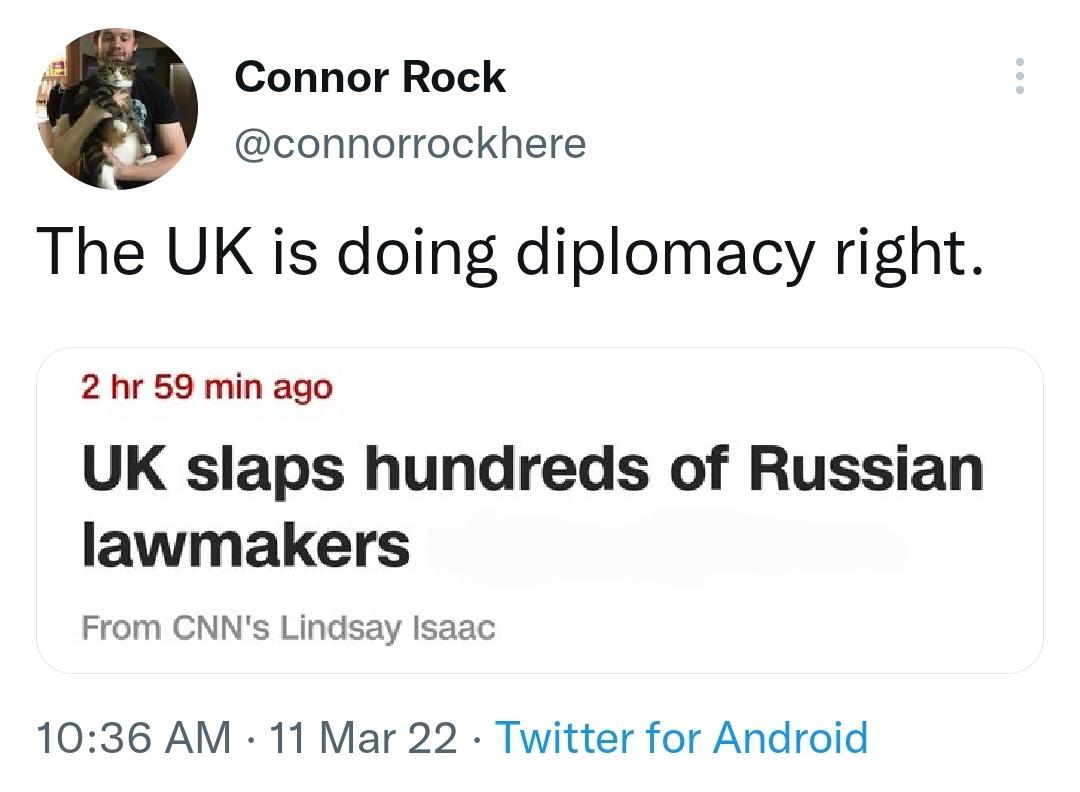 Connor Rock
@connorrockhere
The UK is doing diplomacy right.
2 hr 59 min ago
UK slaps hundreds of Russian
lawmakers
From CNN's Lindsay Isaac
10:36 AM · 11 Mar 22 · Twitter for Android